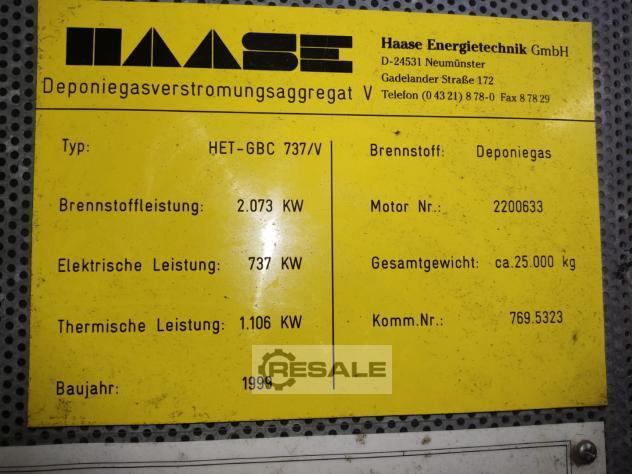 HAASE
Haase Energietechnik GmbH
D-24531 Neumünster
Gadelander Straße 172
Deponiegasverstromungsaggregat V
Telefon (0 43 21) 8 78-0 Fax 8 78 29
Typ: HET-GBC 737/V
Brennstoff: Deponiegas
Brennstoffleistung: 2.073 KW
Motor Nr.: 2200633
Elektrische Leistung: 737 KW
Gesamtgewicht: ca.25.000 kg
Thermische Leistung: 1.106 KW
Komm.Nr.: 769.5323
Baujahr: 1999
RESALE